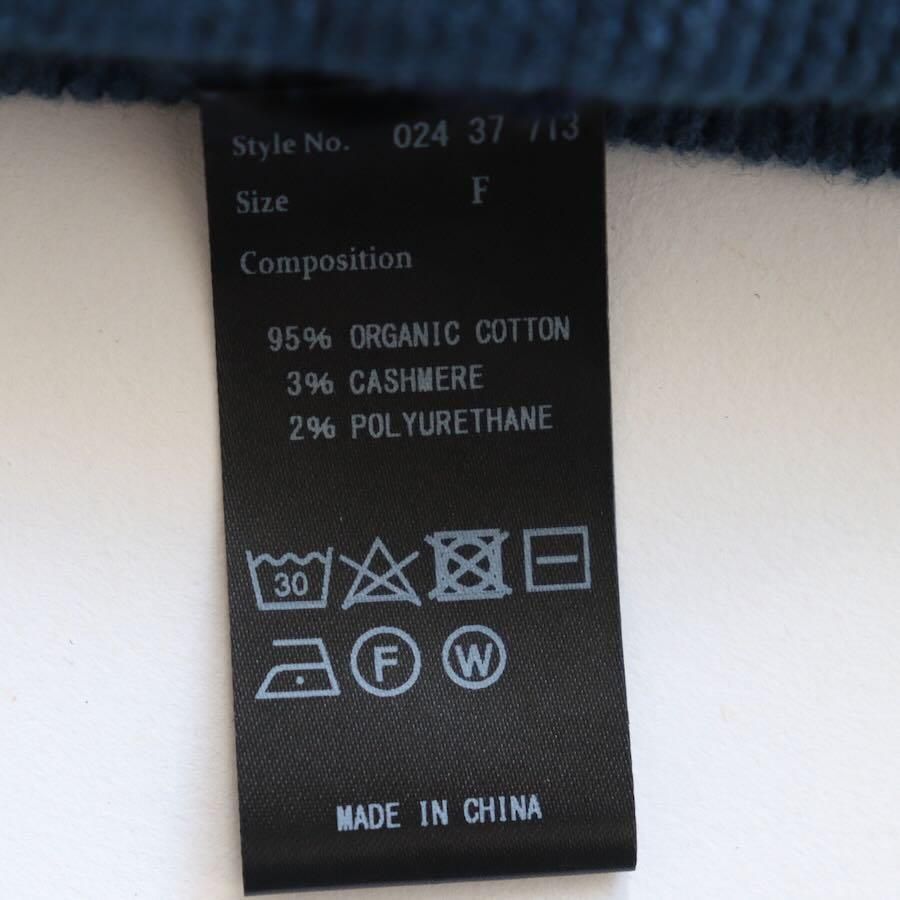 Style No. 024 37 713
Size F
Composition
95% ORGANIC COTTON
3% CASHMERE
2% POLYURETHANE
30
F W
MADE IN CHINA